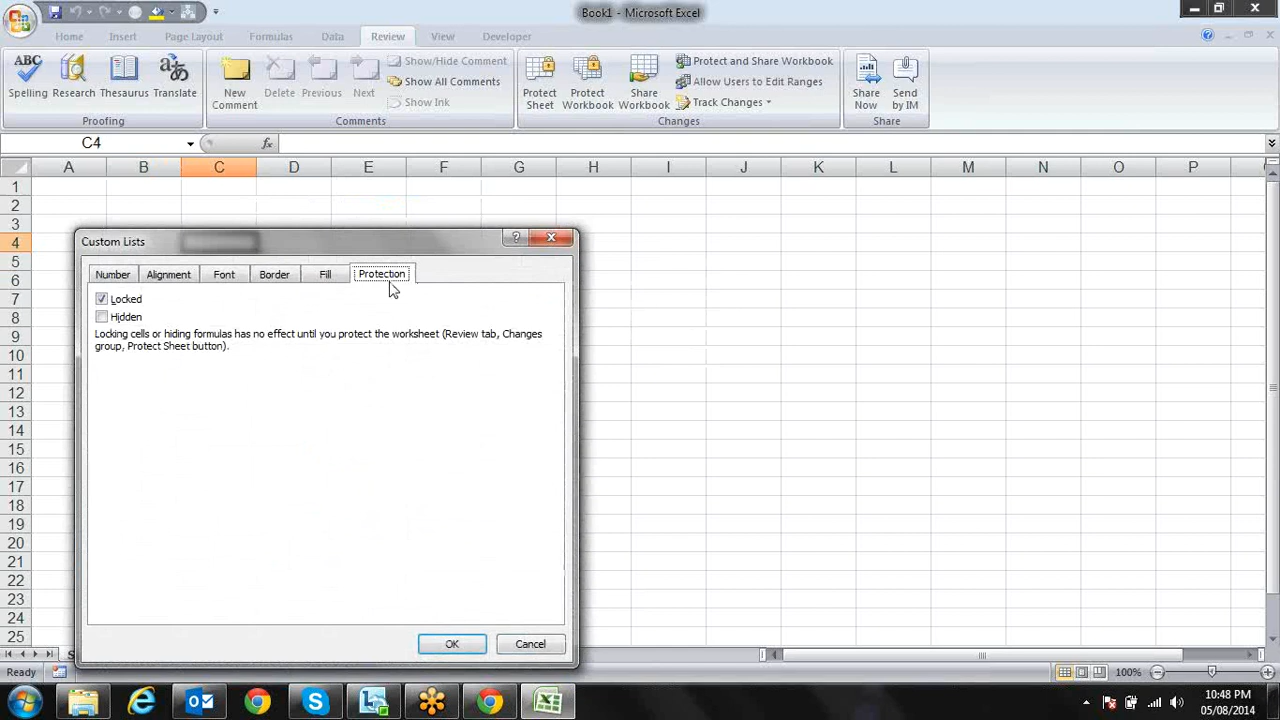 Book1 - Microsoft Excel
Home Insert Page Layout Formulas Data Review View Developer
ABC
Spelling Research Thesaurus Translate
Proofing
New Comment Delete Previous Next
Show/Hide Comment
Show All Comments
Show Ink
Comments
Protect Sheet Protect Workbook Share Workbook
Protect and Share Workbook
Allow Users to Edit Ranges
Track Changes
Changes
Share Now Send by IM
Share
C4 fx
A B C D E F G H I J K L M N O P
1
2
3
4
5
6
7
8
9
10
11
12
13
14
15
16
17
18
19
20
21
22
23
24
25
Custom Lists
Number Alignment Font Border Fill Protection
Locked
Hidden
Locking cells or hiding formulas has no effect until you protect the worksheet (Review tab, Changes
group, Protect Sheet button).
OK Cancel
Ready 100%
10:48 PM
05/08/2014